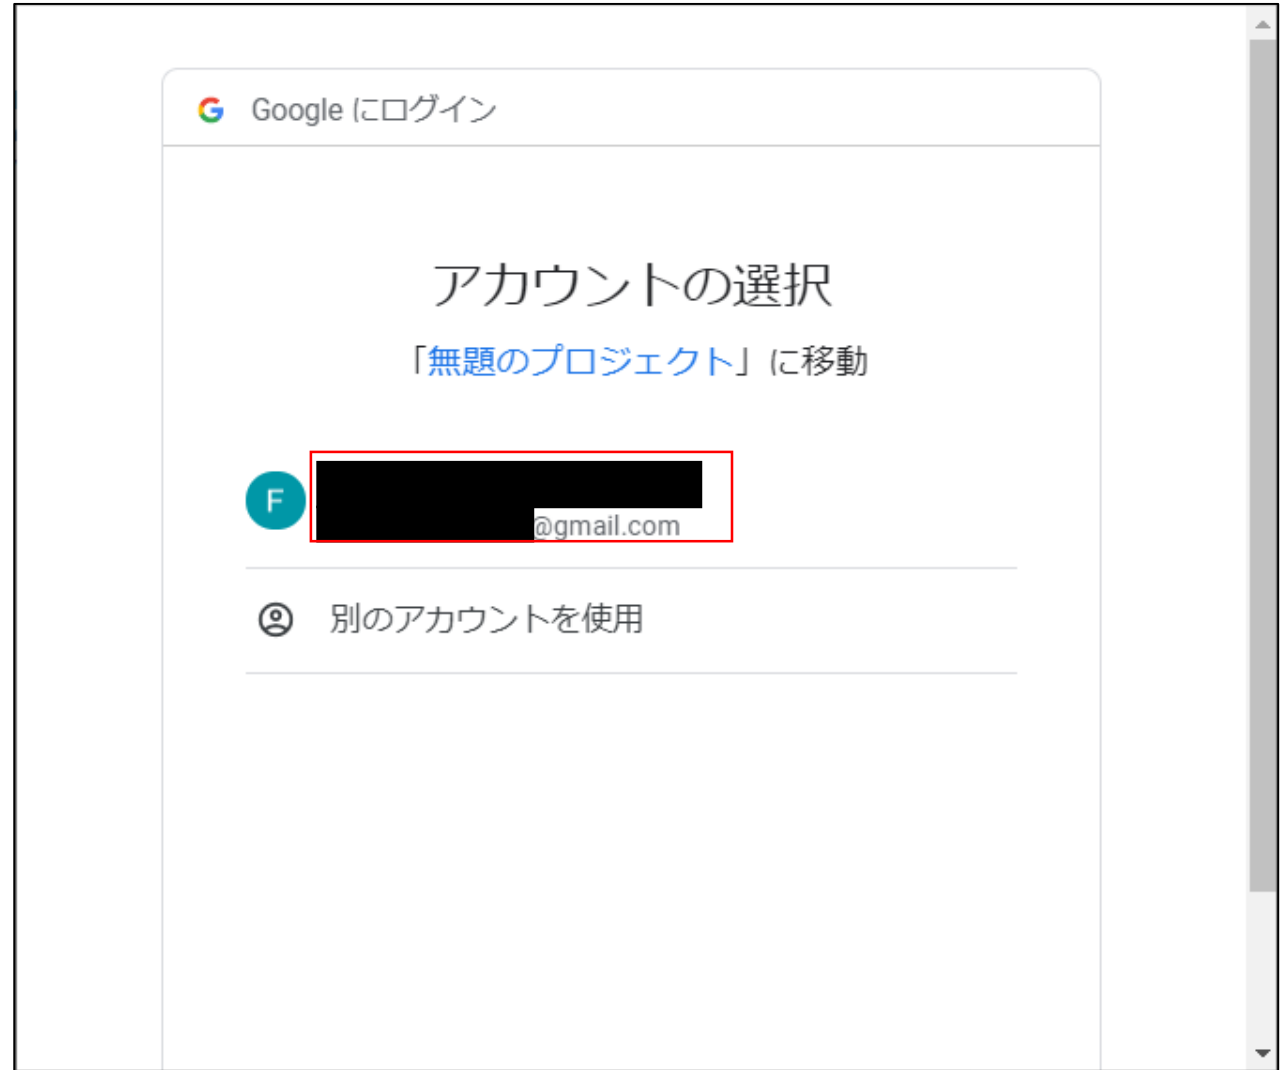 Google にログイン
アカウントの選択
「無題のプロジェクト」に移動
F
@gmail.com
別のアカウントを使用